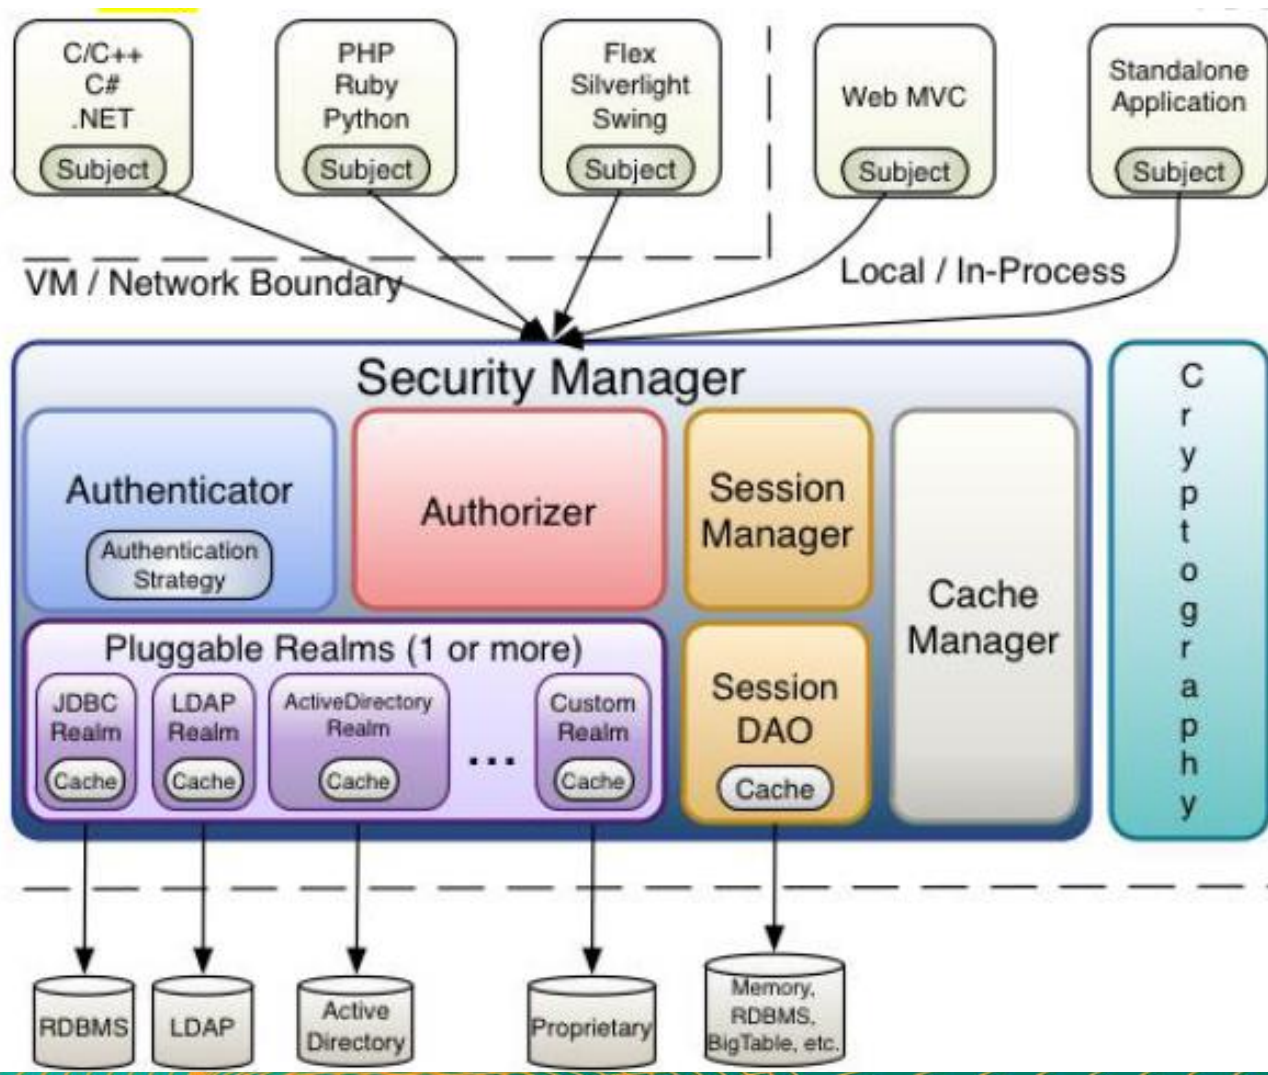 C/C++
C#
.NET
Subject
PHP
Ruby
Python
Subject
Flex
Silverlight
Swing
Subject
Web MVC
Subject
Standalone
Application
Subject
VM / Network Boundary
Local / In-Process
Security Manager
Authenticator
Authentication
Strategy
Authorizer
Session
Manager
Cache
Manager
Cryptography
Pluggable Realms (1 or more)
JDBC
Realm
Cache
LDAP
Realm
Cache
ActiveDirectory
Realm
Cache
...
Custom
Realm
Cache
Session
DAO
Cache
RDBMS
LDAP
Active
Directory
Proprietary
Memory,
RDBMS,
BigTable, etc.